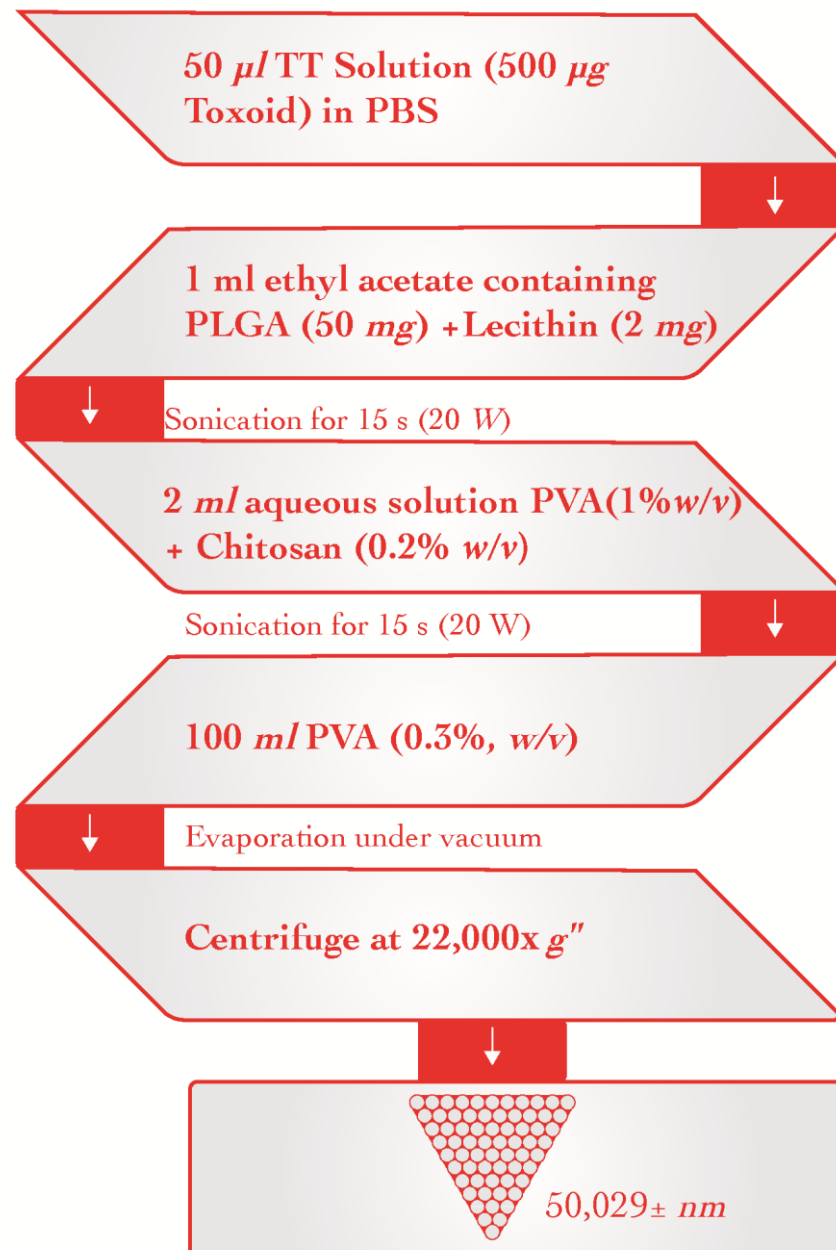 50 µl TT Solution (500 µg
Toxoid) in PBS
1 ml ethyl acetate containing
PLGA (50 mg) +Lecithin (2 mg)
Sonication for 15 s (20 W)
2 ml aqueous solution PVA(1%w/v)
+ Chitosan (0.2% w/v)
Sonication for 15 s (20 W)
100 ml PVA (0.3%, w/v)
Evaporation under vacuum
Centrifuge at 22,000x g"
50,029± nm